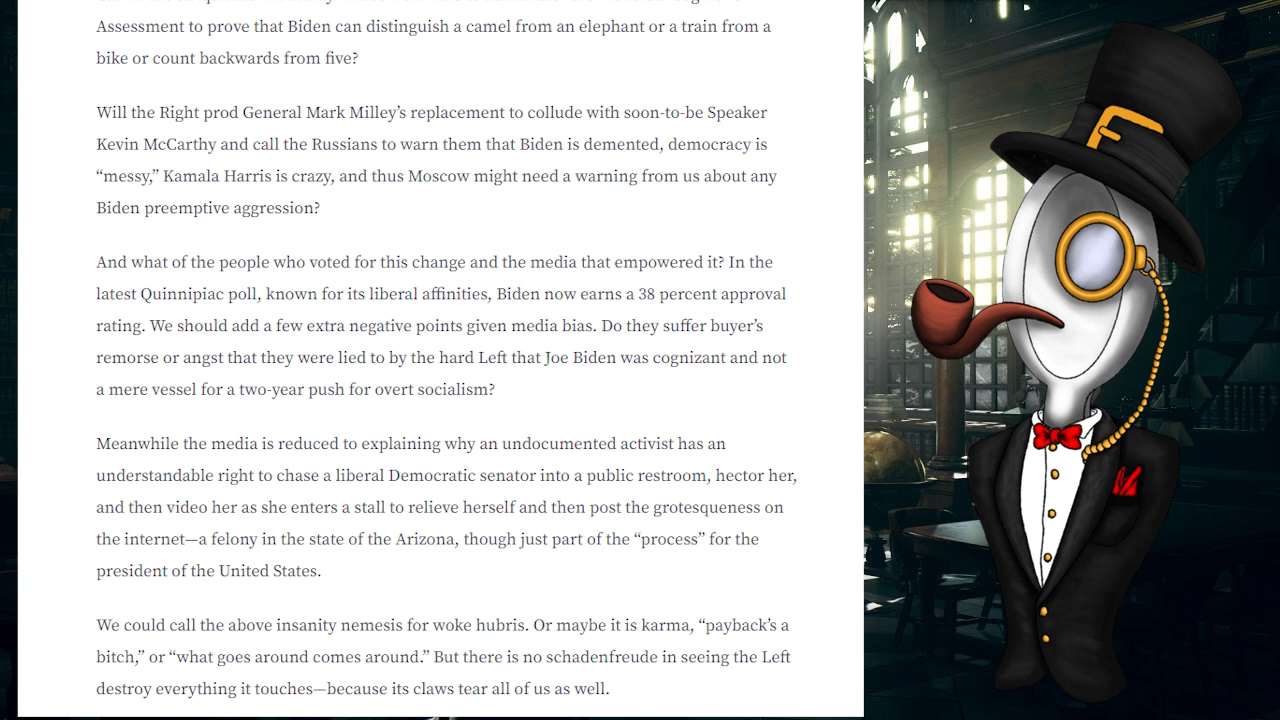 Assessment to prove that Biden can distinguish a camel from an elephant or a train from a
bike or count backwards from five?
Will the Right prod General Mark Milley’s replacement to collude with soon-to-be Speaker
Kevin McCarthy and call the Russians to warn them that Biden is demented, democracy is
“messy,” Kamala Harris is crazy, and thus Moscow might need a warning from us about any
Biden preemptive aggression?
And what of the people who voted for this change and the media that empowered it? In the
latest Quinnipiac poll, known for its liberal affinities, Biden now earns a 38 percent approval
rating. We should add a few extra negative points given media bias. Do they suffer buyer’s
remorse or angst that they were lied to by the hard Left that Joe Biden was cognizant and not
a mere vessel for a two-year push for overt socialism?
Meanwhile the media is reduced to explaining why an undocumented activist has an
understandable right to chase a liberal Democratic senator into a public restroom, hector her,
and then video her as she enters a stall to relieve herself and then post the grotesqueness on
the internet—a felony in the state of the Arizona, though just part of the “process” for the
president of the United States.
We could call the above insanity nemesis for woke hubris. Or maybe it is karma, “payback’s a
bitch,” or “what goes around comes around.” But there is no schadenfreude in seeing the Left
destroy everything it touches—because its claws tear all of us as well.